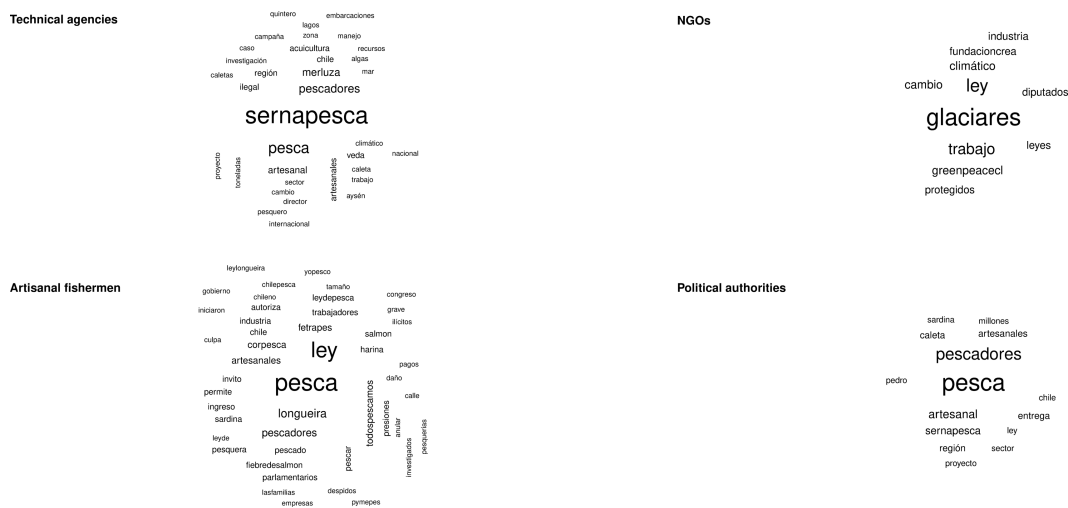 Technical agencies
quintero embarcaciones
lagos
campaña zona manejo
caso acuicultura recursos
investigación chile algas
caletas región merluza mar
ilegal pescadores
sernapesca
pesca climático
veda nacional
proyecto toneladas artesanal artesanales caleta
sector trabajo
cambio
director aysén
pesquero
internacional
NGOs
industria
fundacioncrea
climático
cambio ley diputados
glaciares
trabajo leyes
greenpeacecl
protegidos
Artisanal fishermen
leylongueira yopesco
gobierno chilepesca tamaño congreso
chileno leydepesca
iniciaron autoriza trabajadores grave
industria fetrapes ilícitos
culpa chile salmon
corpesca ley harina
artesanales pagos
invito pesca daño
permite calle
ingreso longueira todospescamos presiones anular
sardina
leyde pescadores pesquerías
pesquera pescado pescar investigados
fiebredesalmon
parlamentarios
lasfamilias despidos
empresas pymepes
Political authorities
sardina millones
caleta artesanales
pescadores
pedro pesca
chile
artesanal entrega
sernapesca ley
región sector
proyecto